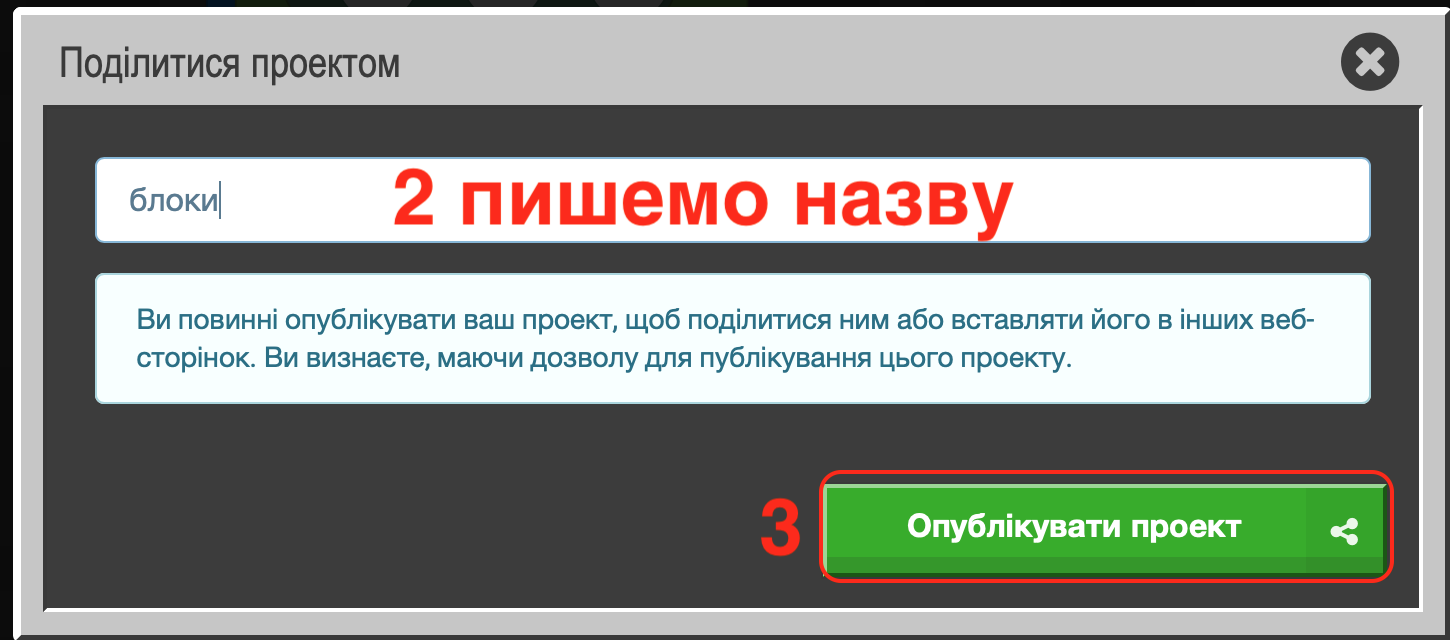 Поділитися проектом
блоки
2 пишемо назву
Ви повинні опублікувати ваш проект, щоб поділитися ним або вставляти його в інших веб-
сторінок. Ви визнаєте, маючи дозволу для публікування цього проекту.
3
Опублікувати проект